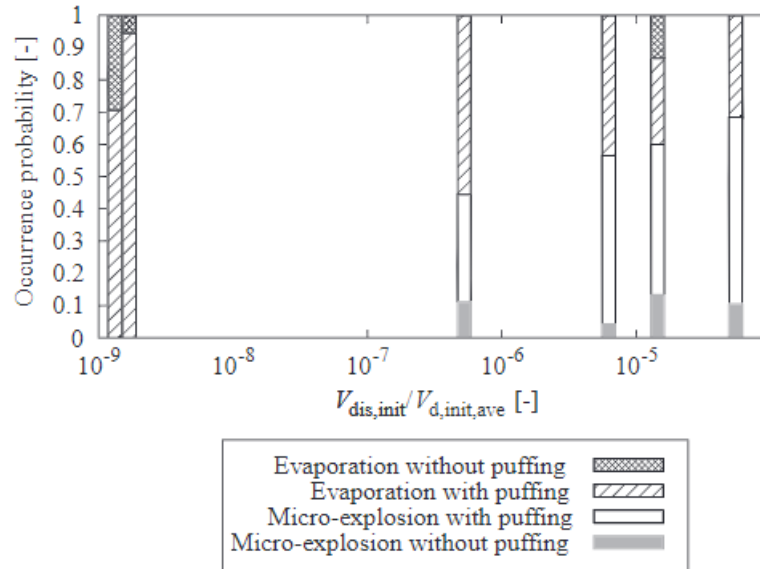 Occurrence probability [-]
1
0.9
0.8
0.7
0.6
0.5
0.4
0.3
0.2
0.1
0
10^-9 10^-8 10^-7 10^-6 10^-5
V_dis,init/V_d,init,ave [-]
Evaporation without puffing
Evaporation with puffing
Micro-explosion with puffing
Micro-explosion without puffing